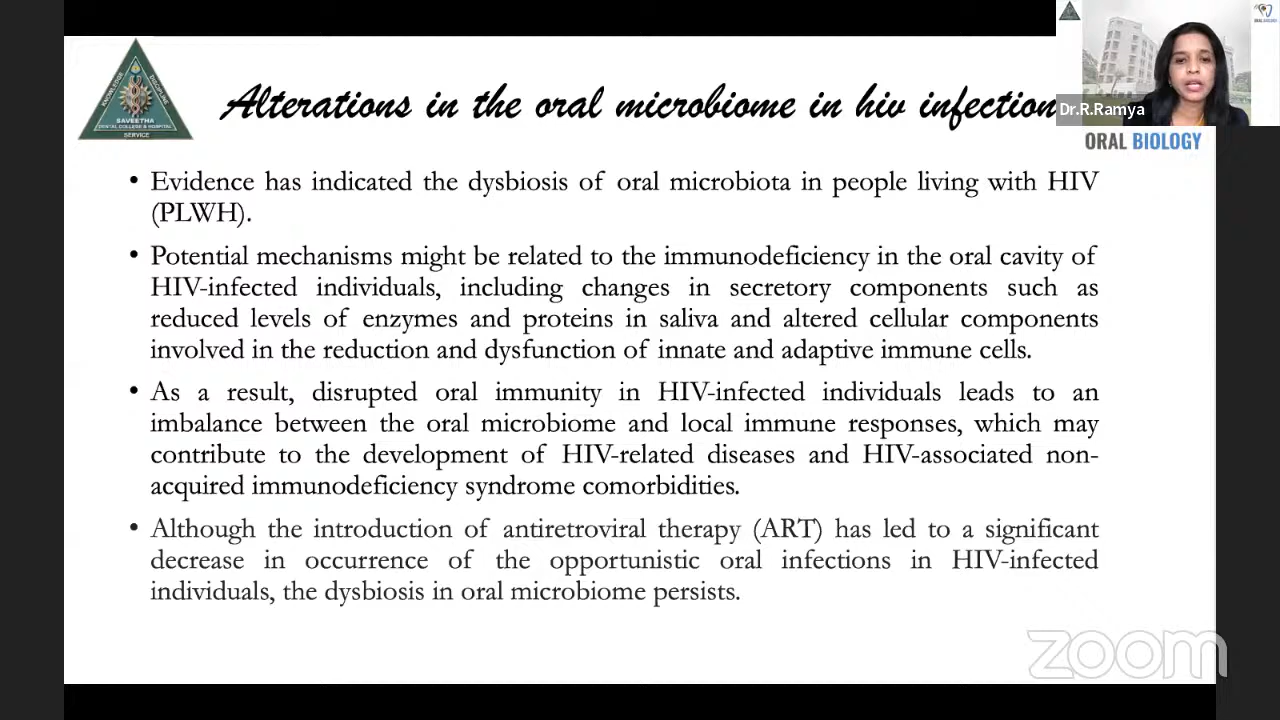 KNOWLEDGE
DISCIPLINE
SAVEETHA
DENTAL COLLEGE & HOSPITAL
SERVICE
Alterations in the oral microbiome in hiv infection
Dr.R.Ramya
ORAL BIOLOGY
• Evidence has indicated the dysbiosis of oral microbiota in people living with HIV
(PLWH).
• Potential mechanisms might be related to the immunodeficiency in the oral cavity of
HIV-infected individuals, including changes in secretory components such as
reduced levels of enzymes and proteins in saliva and altered cellular components
involved in the reduction and dysfunction of innate and adaptive immune cells.
• As a result, disrupted oral immunity in HIV-infected individuals leads to an
imbalance between the oral microbiome and local immune responses, which may
contribute to the development of HIV-related diseases and HIV-associated non-
acquired immunodeficiency syndrome comorbidities.
• Although the introduction of antiretroviral therapy (ART) has led to a significant
decrease in occurrence of the opportunistic oral infections in HIV-infected
individuals, the dysbiosis in oral microbiome persists.
zoom